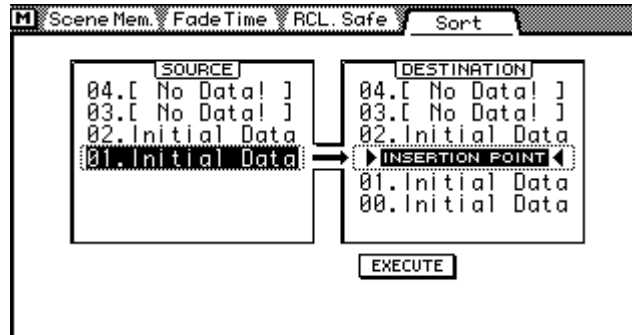 M Scene Mem. Fade Time RCL. Safe Sort
SOURCE
04.[ No Data! ]
03.[ No Data! ]
02.Initial Data
01.Initial Data
DESTINATION
04.[ No Data! ]
03.[ No Data! ]
02.Initial Data
INSERTION POINT
01.Initial Data
00.Initial Data
EXECUTE